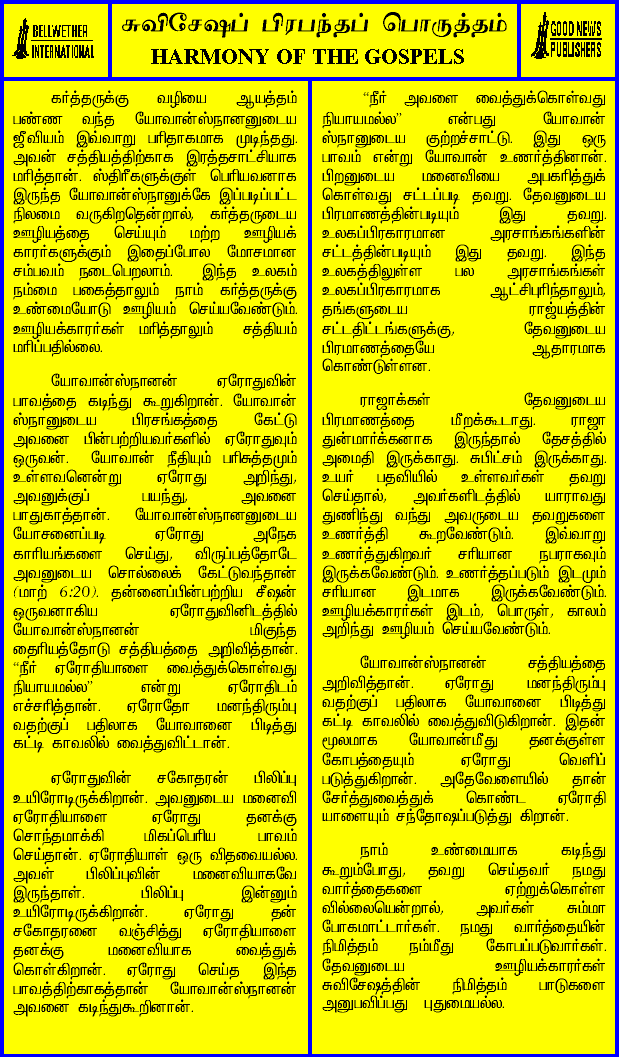 BELLWETHER
INTERNATIONAL
சுவிசேஷப் பிரபந்தப் பொருத்தம்
HARMONY OF THE GOSPELS
GOOD NEWS
PUBLISHERS
கர்த்தருக்கு வழியை ஆயத்தம்
பண்ண வந்த யோவான்ஸ்நானனுடைய
ஜீவியம் இவ்வாறு பரிதாகமாக முடிந்தது.
அவன் சத்தியத்திற்காக இரத்தசாட்சியாக
மரித்தான். ஸ்திரீகளுக்குள் பெரியவனாக
இருந்த யோவான்ஸ்நானுக்கே இப்படிப்பட்ட
நிலமை வருகிறதென்றால், கர்த்தருடைய
ஊழியத்தை செய்யும் மற்ற ஊழியக்
காரர்களுக்கும் இதைப்போல மோசமான
சம்பவம் நடைபெறலாம். இந்த உலகம்
நம்மை பகைத்தாலும் நாம் கர்த்தருக்கு
உண்மையோடு ஊழியம் செய்யவேண்டும்.
ஊழியக்காரர்கள் மரித்தாலும் சத்தியம்
மரிப்பதில்லை.
யோவான்ஸ்நானன் ஏரோதுவின்
பாவத்தை கடிந்து கூறுகிறான். யோவான்
ஸ்நானுடைய பிரசங்கத்தை கேட்டு
அவனை பின்பற்றியவர்களில் ஏரோதுவும்
ஒருவன். யோவான் நீதியும் பரிசுத்தமும்
உள்ளவனென்று ஏரோது அறிந்து,
அவனுக்குப் பயந்து, அவனை
பாதுகாத்தான். யோவான்ஸ்நானனுடைய
யோசனைப்படி ஏரோது அநேக
காரியங்களை செய்து, விருப்பத்தோடே
அவனுடைய சொல்லைக் கேட்டுவந்தான்
(மாற் 6:20). தன்னைப்பின்பற்றிய சீஷன்
ஒருவனாகிய ஏரோதுவினிடத்தில்
யோவான்ஸ்நானன் மிகுந்த
தைரியத்தோடு சத்தியத்தை அறிவித்தான்.
“நீர் ஏரோதியாளை வைத்துக்கொள்வது
நியாயமல்ல” என்று ஏரோதிடம்
எச்சரித்தான். ஏரோதோ மனந்திரும்பு
வதற்குப் பதிலாக யோவானை பிடித்து
கட்டி காவலில் வைத்துவிட்டான்.
ஏரோதுவின் சகோதரன் பிலிப்பு
உயிரோடிருக்கிறான். அவனுடைய மனைவி
ஏரோதியாளை ஏரோது தனக்கு
சொந்தமாக்கி மிகப்பெரிய பாவம்
செய்தான். ஏரோதியாள் ஒரு விதவையல்ல.
அவள் பிலிப்புவின் மனைவியாகவே
இருந்தாள். பிலிப்பு இன்னும்
உயிரோடிருக்கிறான். ஏரோது தன்
சகோதரனை வஞ்சித்து ஏரோதியாளை
தனக்கு மனைவியாக வைத்துக்
கொள்கிறான். ஏரோது செய்த இந்த
பாவத்திற்காகத்தான் யோவான்ஸ்நானன்
அவனை கடிந்துகூறினான்.
“நீர் அவளை வைத்துக்கொள்வது
நியாயமல்ல” என்பது யோவான்
ஸ்நானுடைய குற்றச்சாட்டு. இது ஒரு
பாவம் என்று யோவான் உணர்த்தினான்.
பிறனுடைய மனைவியை அபகரித்துக்
கொள்வது சட்டப்படி தவறு. தேவனுடைய
பிரமாணத்தின்படியும் இது தவறு.
உலகப்பிரகாரமான அரசாங்கங்களின்
சட்டத்தின்படியும் இது தவறு. இந்த
உலகத்திலுள்ள பல அரசாங்கங்கள்
உலகப்பிரகாரமாக ஆட்சிபுரிந்தாலும்,
தங்களுடைய ராஜ்யத்தின்
சட்டதிட்டங்களுக்கு, தேவனுடைய
பிரமாணத்தையே ஆதாரமாக
கொண்டுள்ளன.
ராஜாக்கள் தேவனுடைய
பிரமாணத்தை மீறக்கூடாது. ராஜா
துன்மார்க்கனாக இருந்தால் தேசத்தில்
அமைதி இருக்காது. சுபிட்சம் இருக்காது.
உயர் பதவியில் உள்ளவர்கள் தவறு
செய்தால், அவர்களிடத்தில் யாராவது
துணிந்து வந்து அவருடைய தவறுகளை
உணர்த்தி கூறவேண்டும். இவ்வாறு
உணர்த்துகிறவர் சரியான நபராகவும்
இருக்கவேண்டும். உணர்த்தப்படும் இடமும்
சரியான இடமாக இருக்கவேண்டும்.
ஊழியக்காரர்கள் இடம், பொருள், காலம்
அறிந்து ஊழியம் செய்யவேண்டும்.
யோவான்ஸ்நானன் சத்தியத்தை
அறிவித்தான். ஏரோது மனந்திரும்பு
வதற்குப் பதிலாக யோவானை பிடித்து
கட்டி காவலில் வைத்துவிடுகிறான். இதன்
மூலமாக யோவான்மீது தனக்குள்ள
கோபத்தையும் ஏரோது வெளிப்
படுத்துகிறான். அதேவேளையில் தான்
சேர்த்துவைத்துக் கொண்ட ஏரோதி
யாளையும் சந்தோஷப்படுத்து கிறான்.
நாம் உண்மையாக கடிந்து
கூறும்போது, தவறு செய்தவர் நமது
வார்த்தைகளை ஏற்றுக்கொள்ள
வில்லையென்றால், அவர்கள் சும்மா
போகமாட்டார்கள். நமது வார்த்தையின்
நிமித்தம் நம்மீது கோபப்படுவார்கள்.
தேவனுடைய ஊழியக்காரர்கள்
சுவிசேஷத்தின் நிமித்தம் பாடுகளை
அனுபவிப்பது புதுமையல்ல.